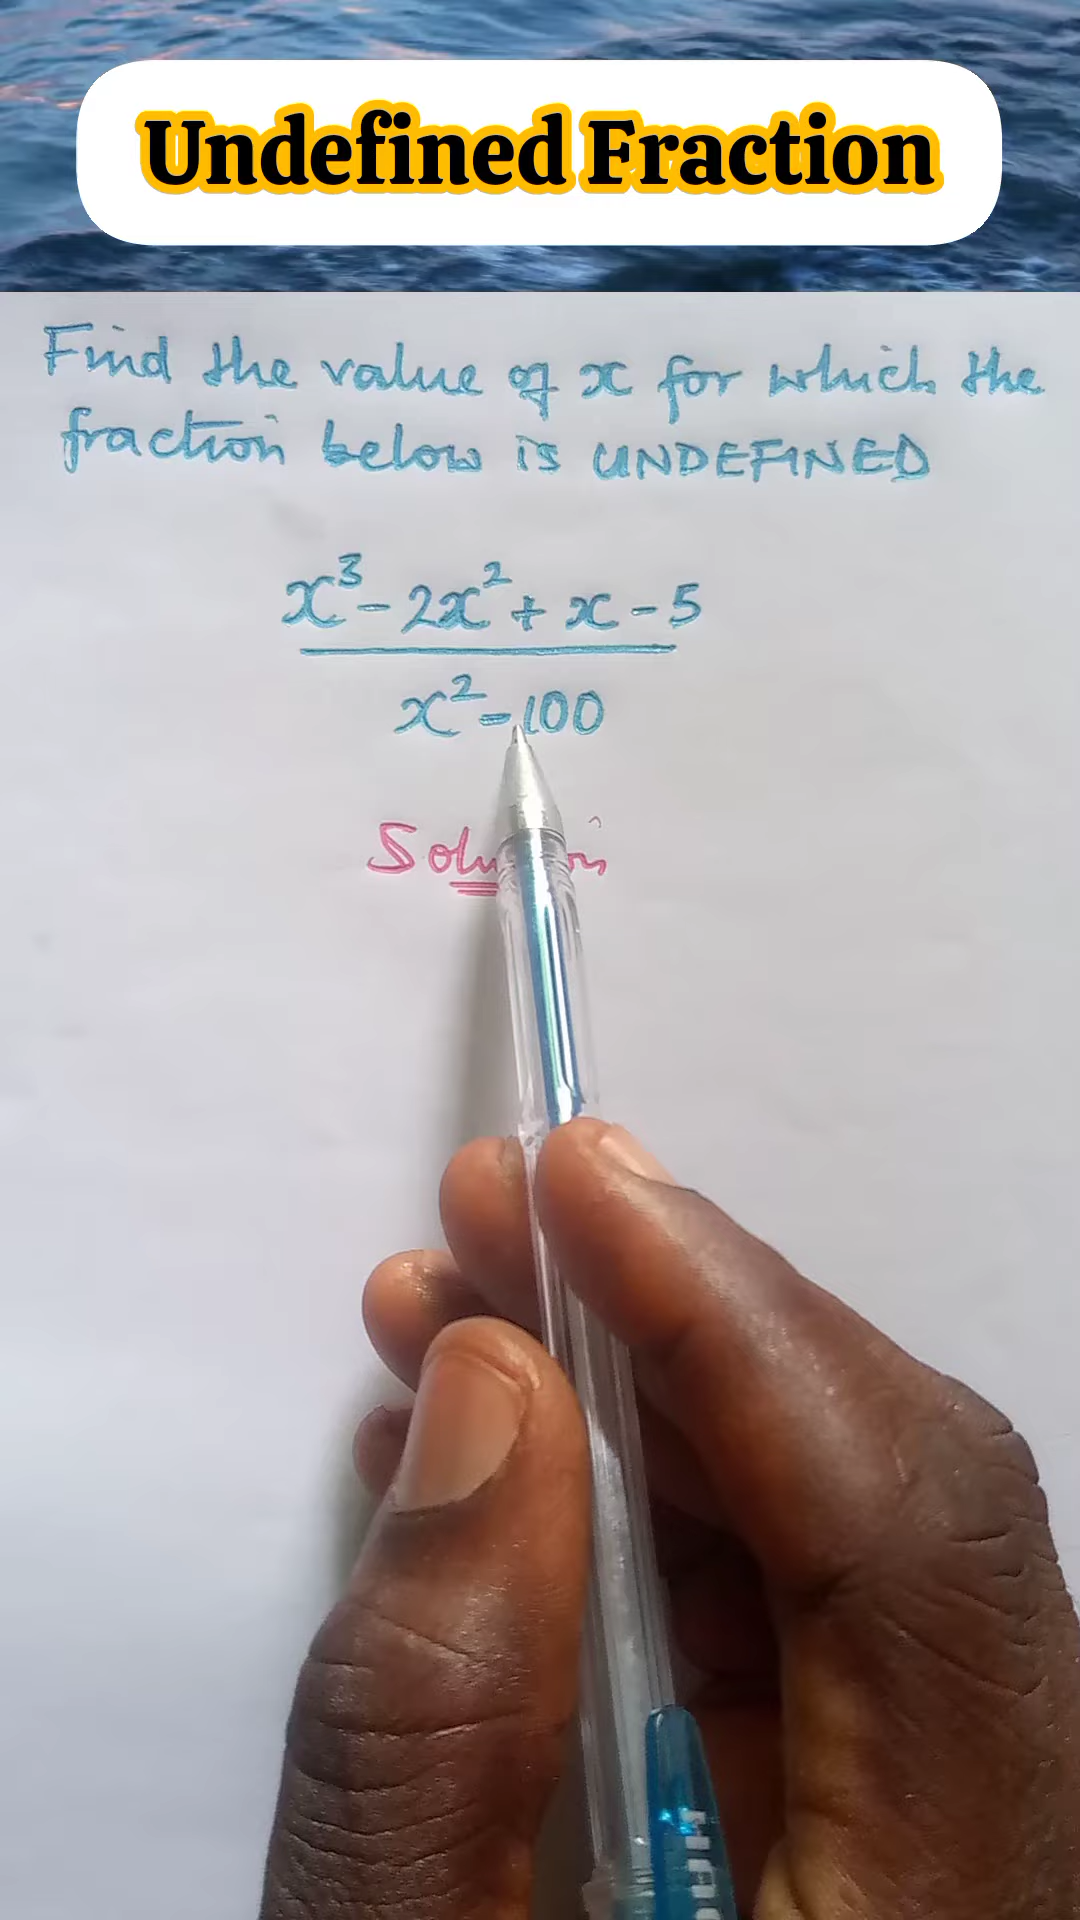 Undefined Fraction
Find the value of x for which the
fraction below is UNDEFINED
x³ - 2x² + x - 5
x² - 100